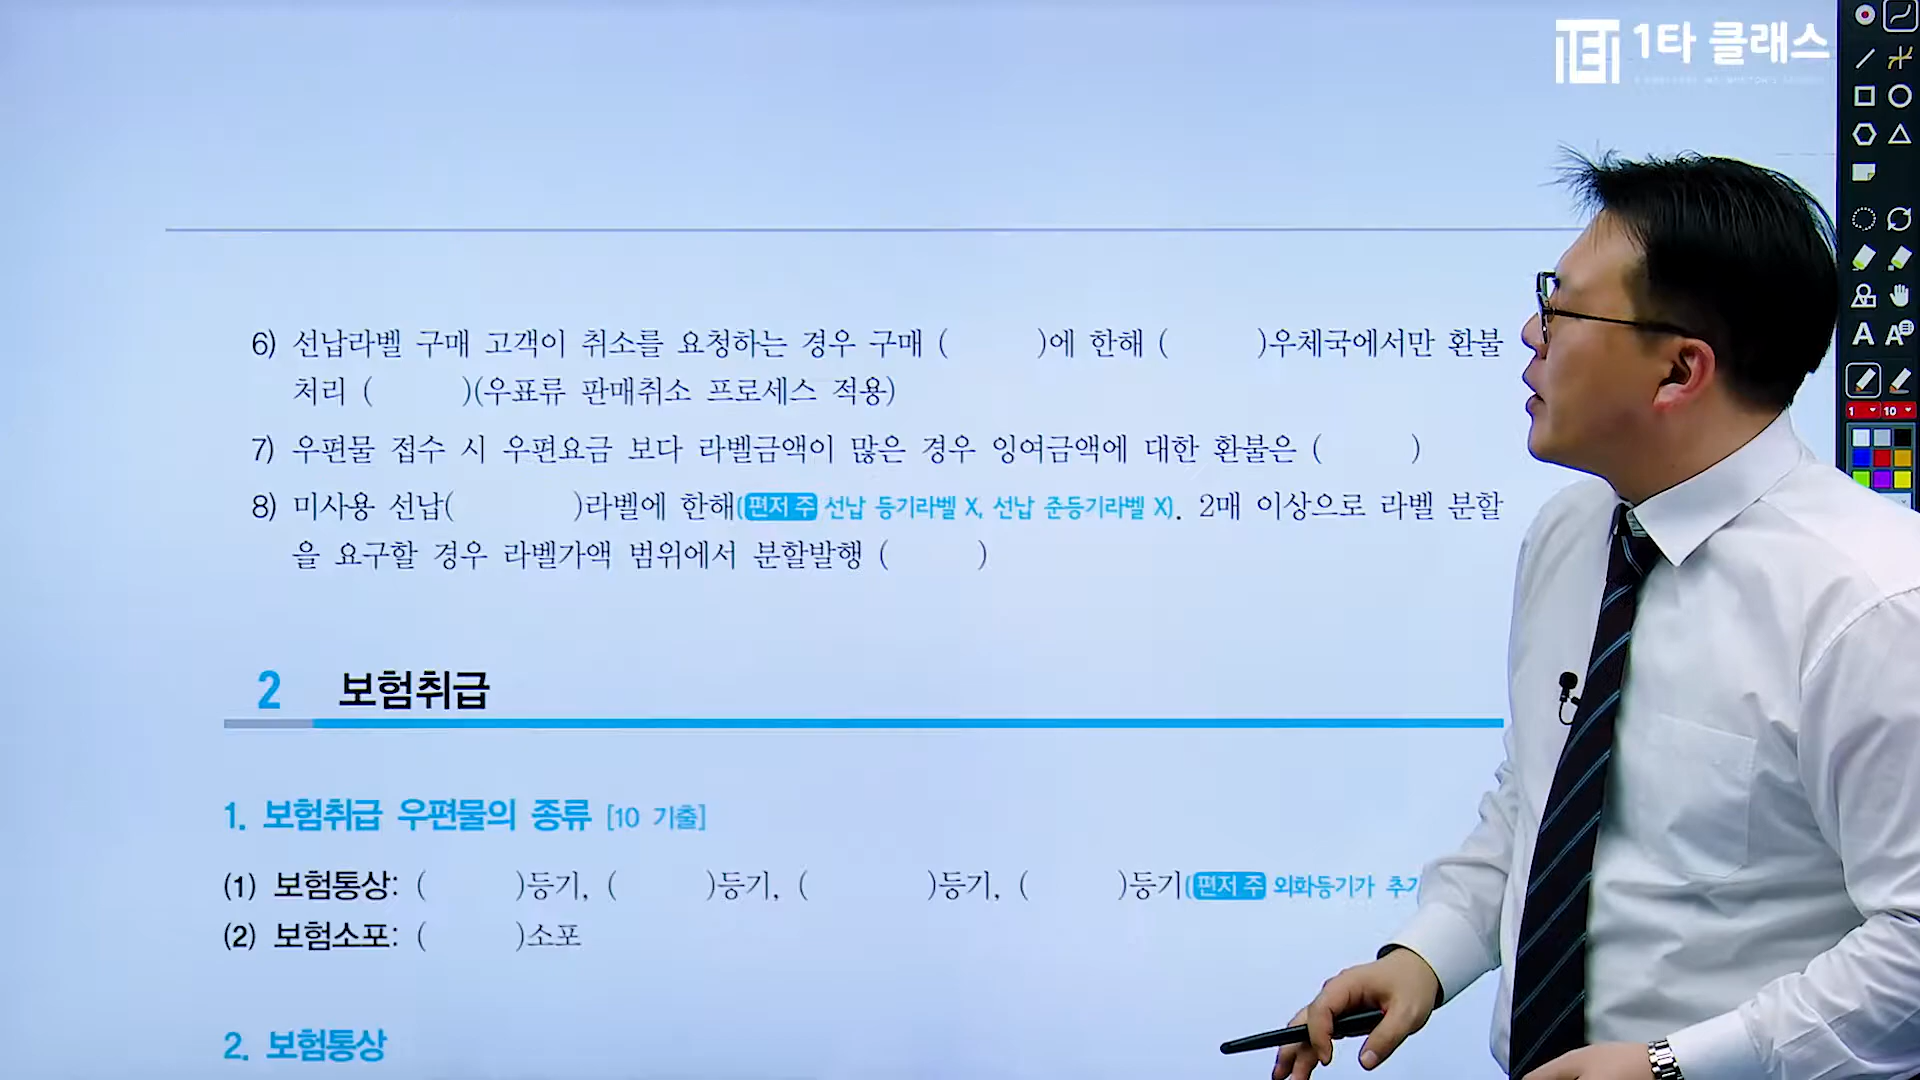 1타 클래스
6) 선납라벨 구매 고객이 취소를 요청하는 경우 구매 ( )에 한해 ( )우체국에서만 환불
처리 ( )(우표류 판매취소 프로세스 적용)
7) 우편물 접수 시 우편요금 보다 라벨금액이 많은 경우 잉여금액에 대한 환불은 ( )
8) 미사용 선납( )라벨에 한해(편저 주 선납 등기라벨 X, 선납 준등기라벨 X). 2매 이상으로 라벨 분할
을 요구할 경우 라벨가액 범위에서 분할발행 ( )
2 보험취급
1. 보험취급 우편물의 종류 [10 기출]
(1) 보험통상: ( )등기, ( )등기, ( )등기, ( )등기(편저 주 외화등기가 추가
(2) 보험소포: ( )소포
2. 보험통상
A A
1 10